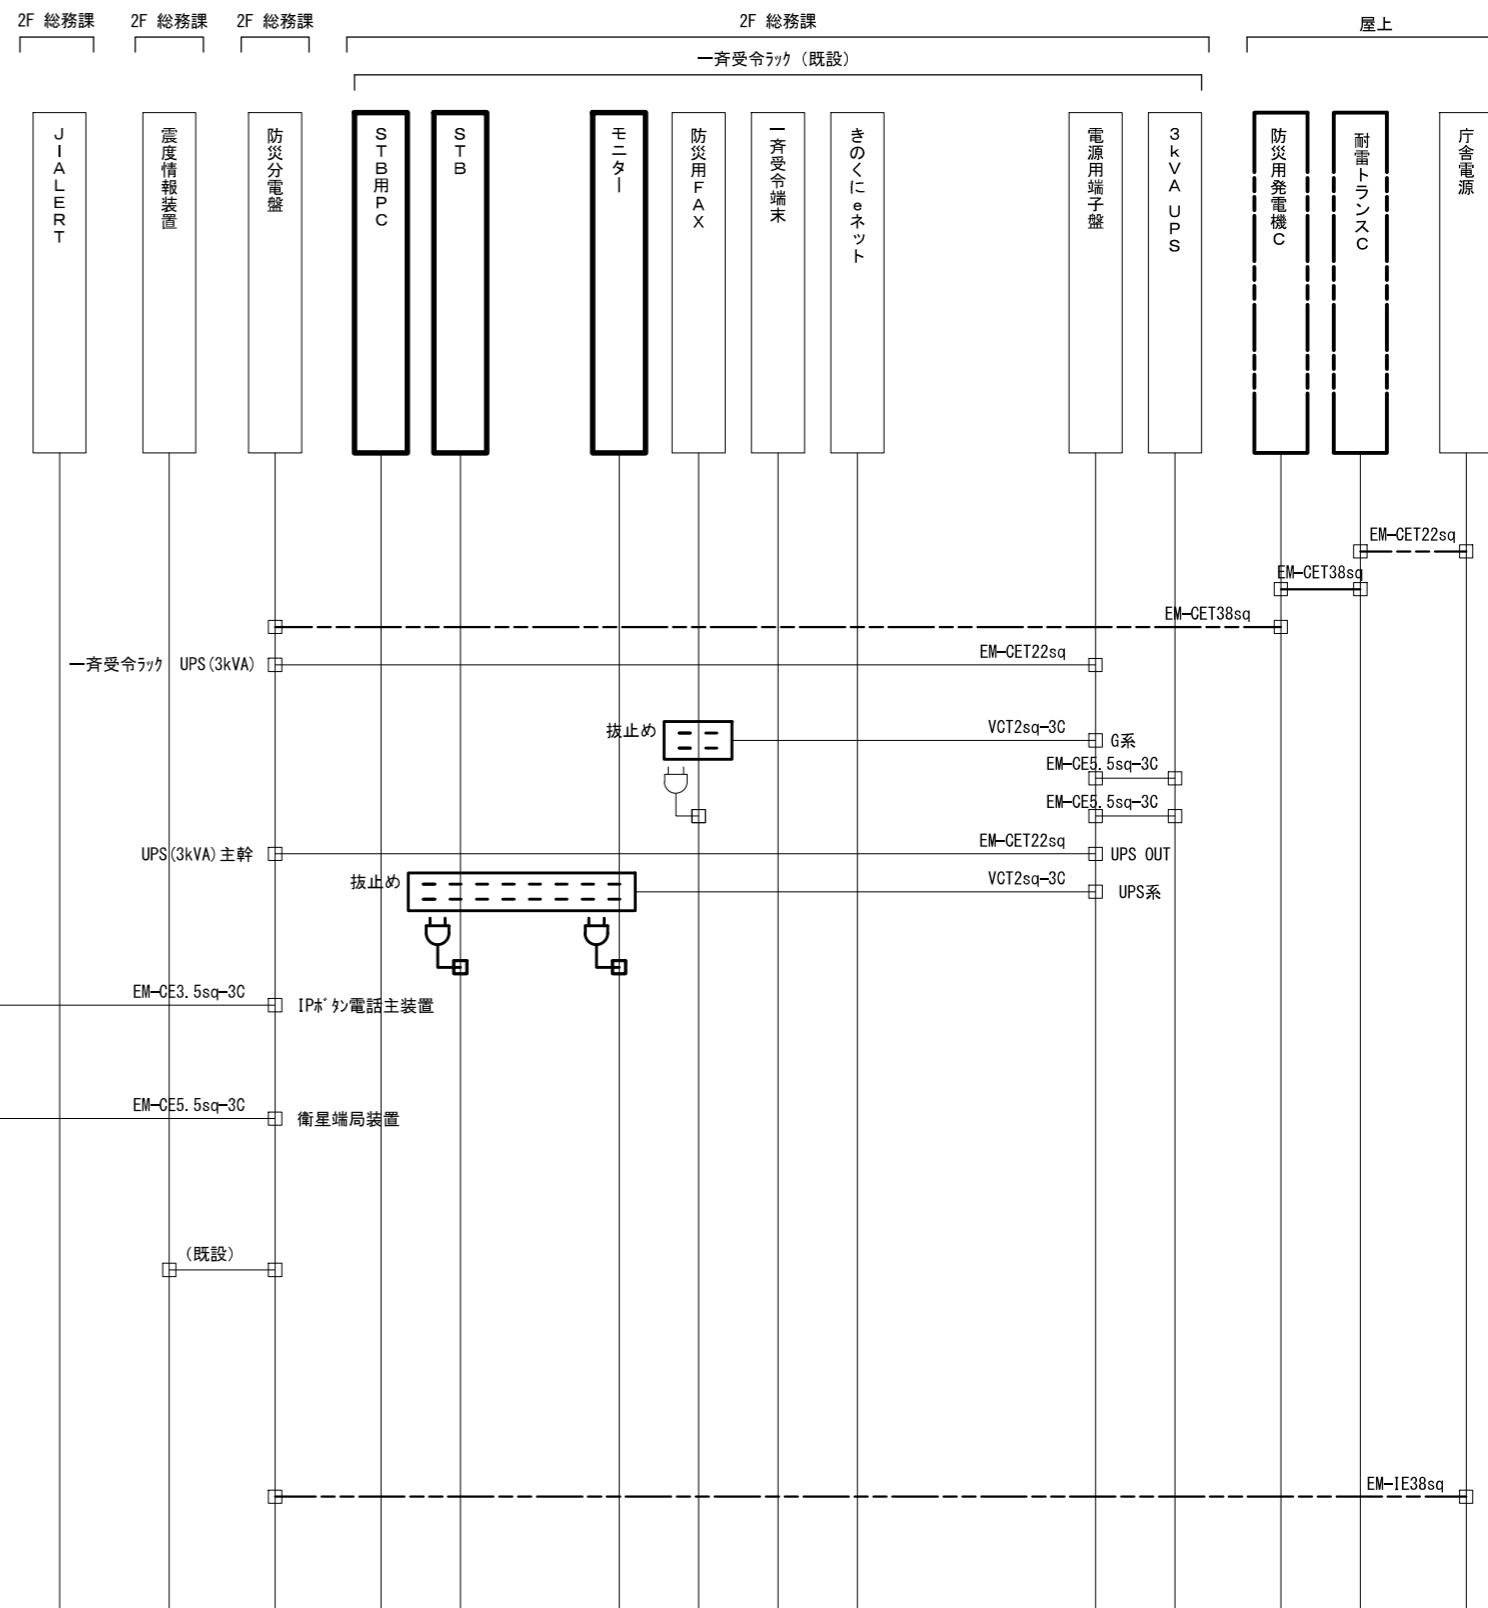 2F 総務課
2F 総務課
2F 総務課
2F 総務課
屋上
一斉受令ラック（既設）
JIALERT
震度情報装置
防災分電盤
STB用PC
STB
モニター
防災用FAX
一斉受令端末
きのくにeネット
電源用端子盤
3kVA UPS
防災用発電機C
耐雷トランスC
庁舎電源
EM-CET22sq
EM-CET38sq
EM-CET38sq
一斉受令ラック UPS(3kVA)
EM-CET22sq
抜止め
VCT2sq-3C
G系
EM-CE5.5sq-3C
EM-CE5.5sq-3C
UPS(3kVA)主幹
EM-CET22sq
UPS OUT
抜止め
VCT2sq-3C
UPS系
EM-CE3.5sq-3C
IPボタン電話主装置
EM-CE5.5sq-3C
衛星端局装置
（既設）
EM-IE38sq